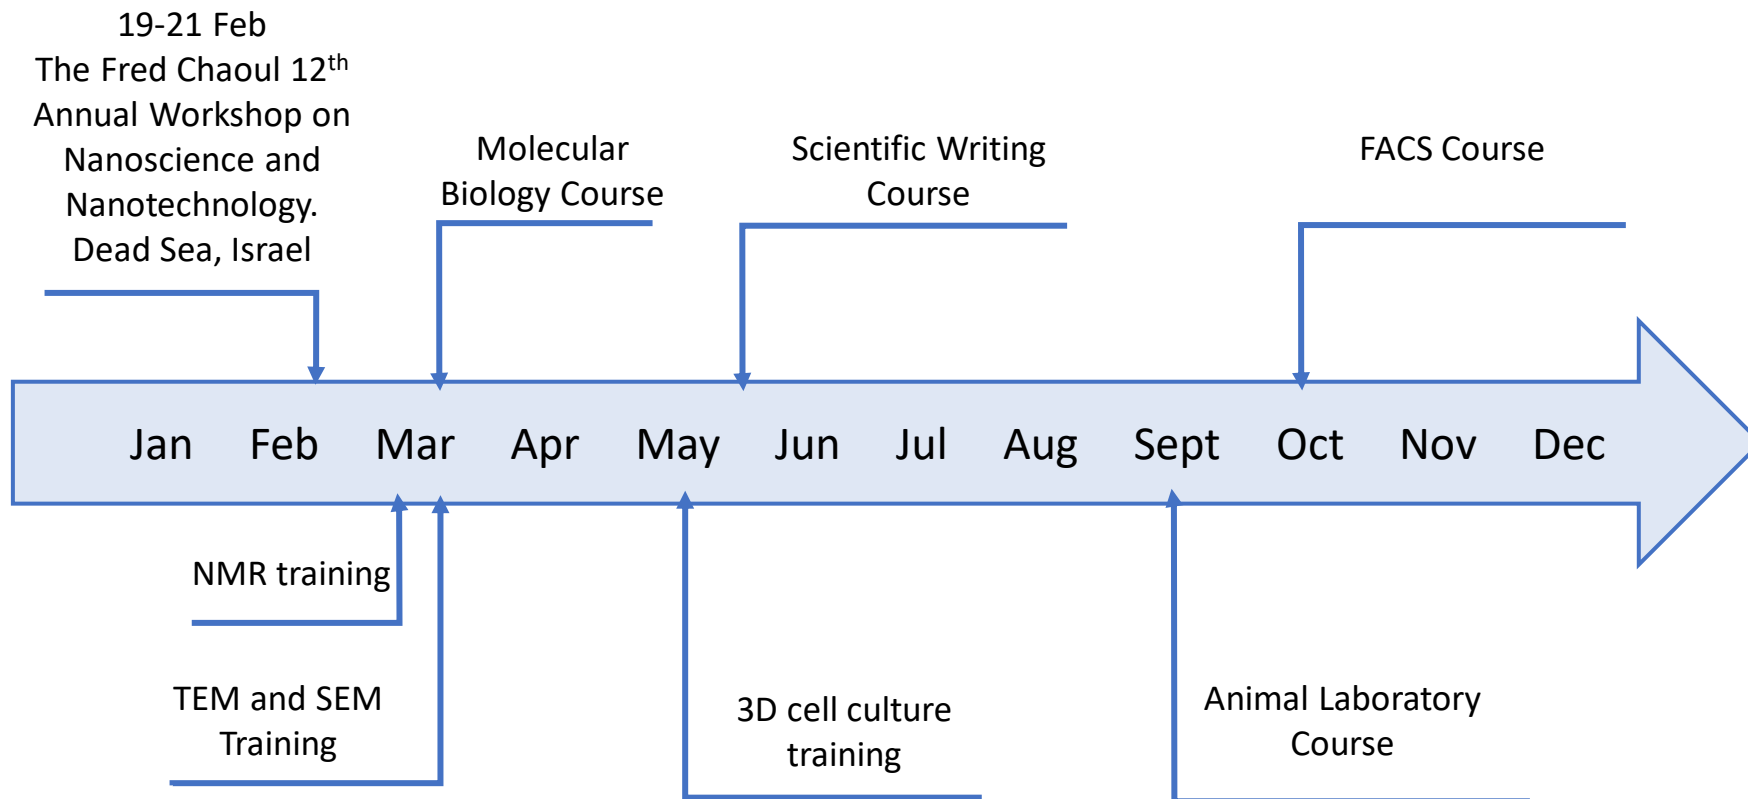 19-21 Feb
The Fred Chaoul 12th
Annual Workshop on
Nanoscience and
Nanotechnology.
Dead Sea, Israel
Molecular
Biology Course
Scientific Writing
Course
FACS Course
Jan Feb Mar Apr May Jun Jul Aug Sept Oct Nov Dec
NMR training
TEM and SEM
Training
3D cell culture
training
Animal Laboratory
Course